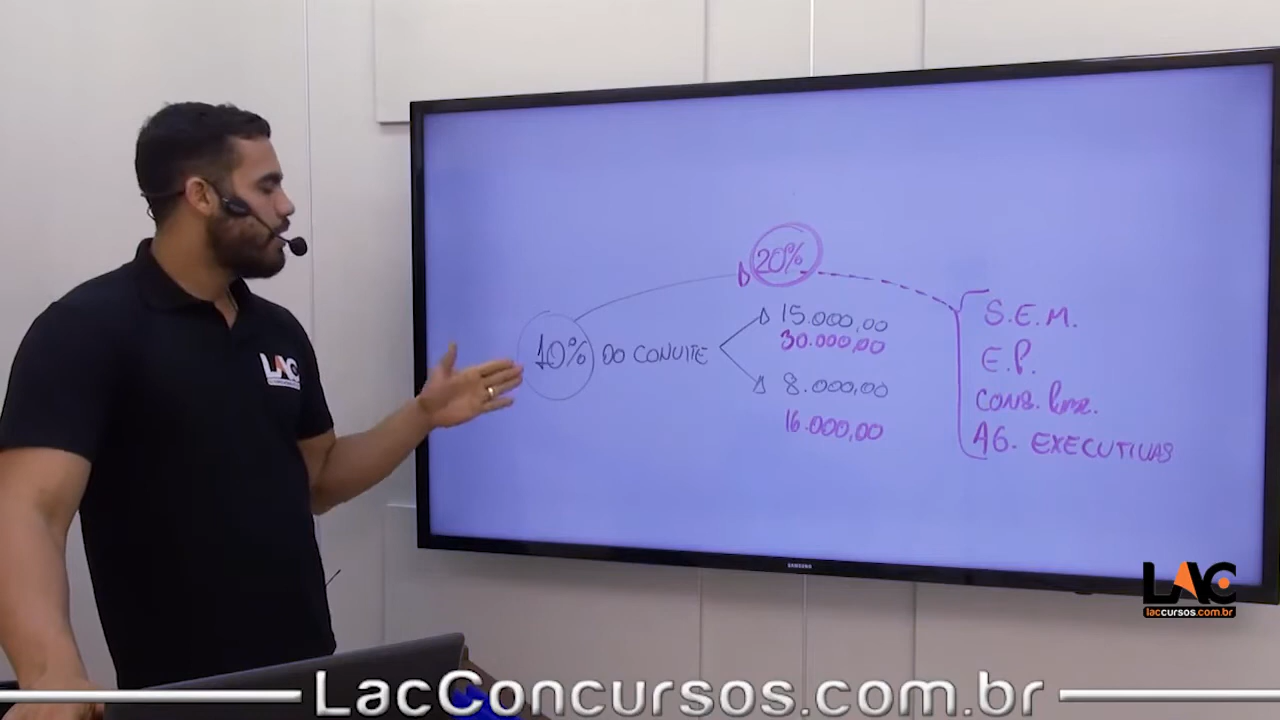 20%
15.000,00
30.000,00
10% DO CONVITE
8.000,00
16.000,00
S.E.M.
E.P.
CONS. PUB.
AG. EXECUTIVAS
LAC
SAMSUNG
LAC
laccursos.com.br
LacConcursos.com.br